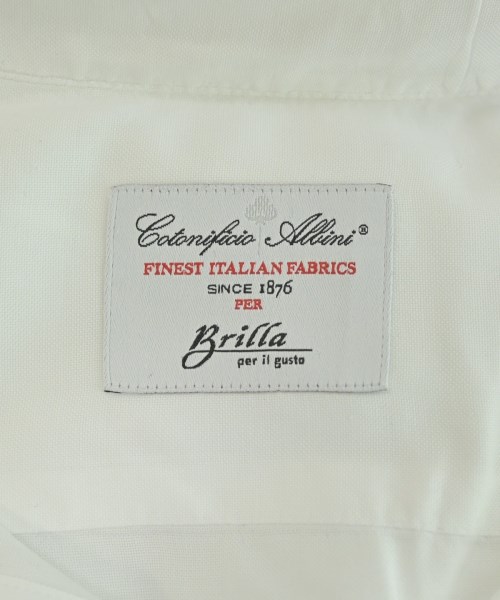 Cotonificio Albini®
FINEST ITALIAN FABRICS
SINCE 1876
PER
Brilla
per il gusto